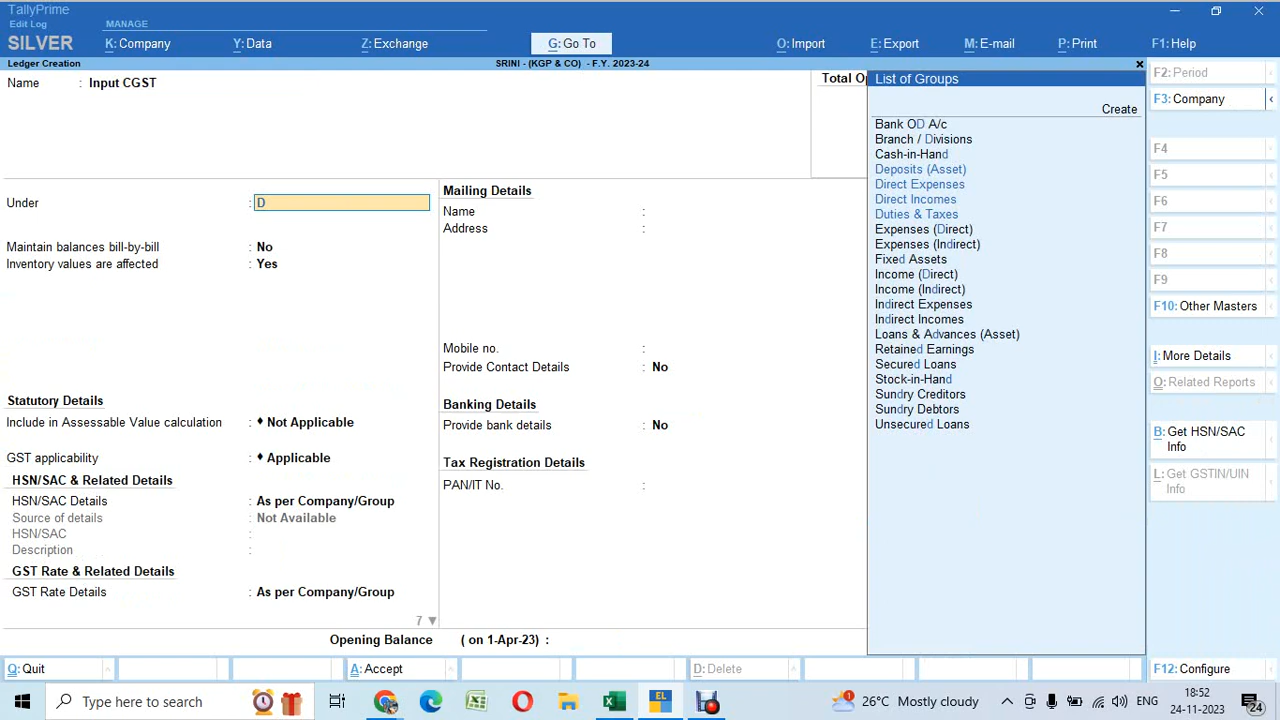 TallyPrime
Edit Log
MANAGE
SILVER
K: Company
Y: Data
Z: Exchange
G: Go To
O: Import
E: Export
M: E-mail
P: Print
F1: Help
Ledger Creation
SRINI - (KGP & CO) - F.Y. 2023-24
Name : Input CGST
Total Op
Under : D
Maintain balances bill-by-bill : No
Inventory values are affected : Yes
Statutory Details
Include in Assessable Value calculation : ♦ Not Applicable
GST applicability : ♦ Applicable
HSN/SAC & Related Details
HSN/SAC Details : As per Company/Group
Source of details : Not Available
HSN/SAC :
Description :
GST Rate & Related Details
GST Rate Details : As per Company/Group
7 ▼
Mailing Details
Name :
Address :
Mobile no. :
Provide Contact Details : No
Banking Details
Provide bank details : No
Tax Registration Details
PAN/IT No. :
Opening Balance ( on 1-Apr-23) :
List of Groups
Create
Bank OD A/c
Branch / Divisions
Cash-in-Hand
Deposits (Asset)
Direct Expenses
Direct Incomes
Duties & Taxes
Expenses (Direct)
Expenses (Indirect)
Fixed Assets
Income (Direct)
Income (Indirect)
Indirect Expenses
Indirect Incomes
Loans & Advances (Asset)
Retained Earnings
Secured Loans
Stock-in-Hand
Sundry Creditors
Sundry Debtors
Unsecured Loans
F2: Period
F3: Company
F4
F5
F6
F7
F8
F9
F10: Other Masters
I: More Details
O: Related Reports
B: Get HSN/SAC
Info
L: Get GSTIN/UIN
Info
Q: Quit
A: Accept
D: Delete
F12: Configure
Type here to search
EL
1
26°C Mostly cloudy
ENG
18:52
24-11-2023
24